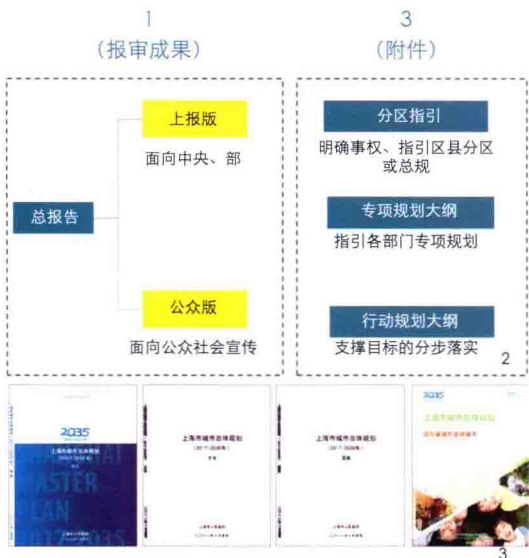 1
(报审成果)
3
(附件)
总报告
上报版
面向中央、部
公众版
面向公众社会宣传
分区指引
明确事权、指引区县分区
或总规
专项规划大纲
指引各部门专项规划
行动规划大纲
支撑目标的分步落实
2
2035
上海市城市总体规划
MASTER
PLAN
2017-2035
上海市城市总体规划
(2017-2035年)
上海市城市总体规划
(2017-2035年)
2035
上海市城市总体规划
3